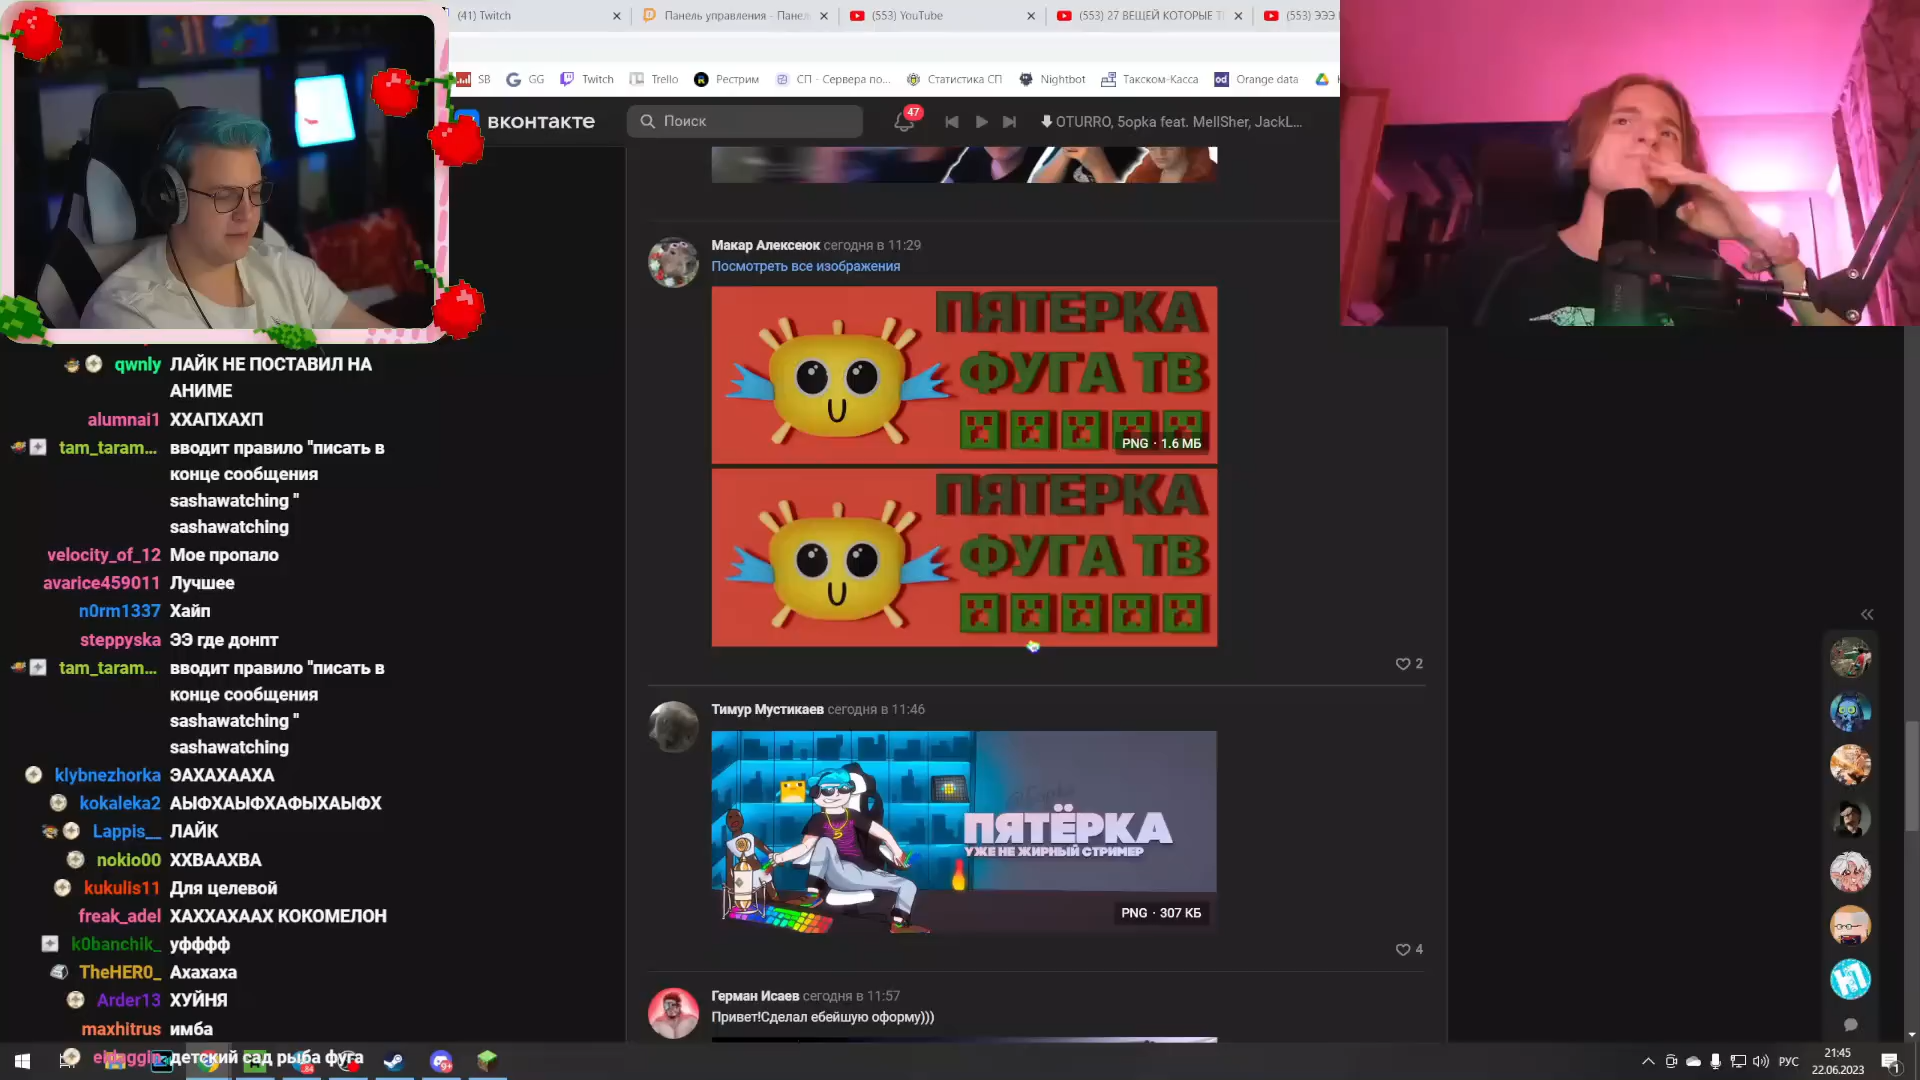 (41) Twitch
Панель управления - Панел
(553) YouTube
(553) 27 ВЕЩЕЙ КОТОРЫЕ Т
(553) ЭЭЭ
SB
GG
Twitch
Trello
Рестрим
СП - Сервера по...
Статистика СП
Nightbot
Такском-Касса
Orange data
вконтакте
Поиск
47
OTURRO, 5opka feat. MellSher, JackL...
qwnly ЛАЙК НЕ ПОСТАВИЛ НА
АНИМЕ
alumnai1 ХХАПХАХП
tam_taram... вводит правило "писать в
конце сообщения
sashawatching "
sashawatching
velocity_of_12 Мое пропало
avarice459011 Лучшее
n0rm1337 Хайп
steppyska ЭЭ где донпт
tam_taram... вводит правило "писать в
конце сообщения
sashawatching "
sashawatching
klybnezhorka ЭАХАХААХА
kokaleka2 АЫФХАЫФХАФЫХАЫФХ
Lappis__ ЛАЙК
nokio00 ХХВААХВА
kukulis11 Для целевой
freak_adel ХАХХАХААХ КОКОМЕЛОН
k0banchik_ уфффф
TheHER0_ Ахахаха
Arder13 ХУЙНЯ
maxhitrus имба
детский сад рыба фуга
Макар Алексеюк сегодня в 11:29
Посмотреть все изображения
ПЯТЕРКА
ФУГА ТВ
PNG · 1.6 МБ
ПЯТЕРКА
ФУГА ТВ
2
Тимур Мустикаев сегодня в 11:46
ПЯТЁРКА
УЖЕ НЕ ЖИРНЫЙ СТРИМЕР
PNG · 307 КБ
4
Герман Исаев сегодня в 11:57
Привет!Сделал ебейшую оформу)))
РУС
21:45
22.06.2023